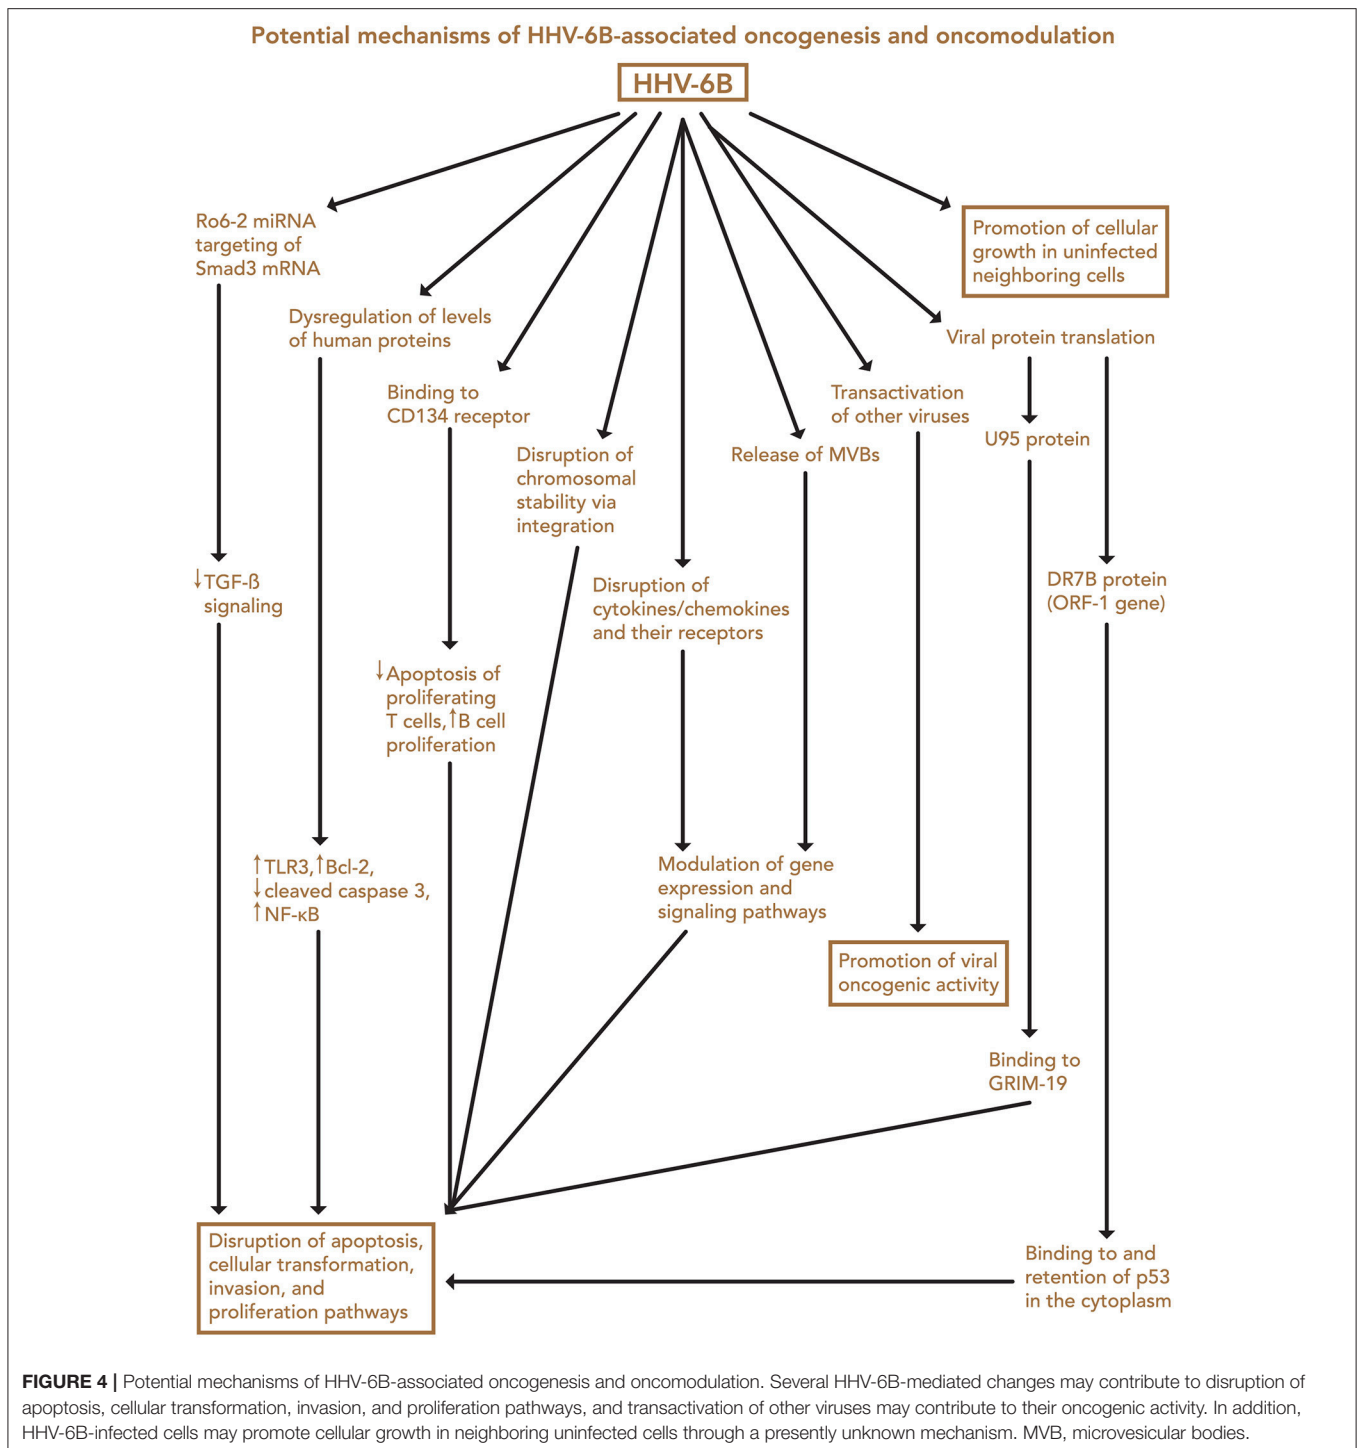 Potential mechanisms of HHV-6B-associated oncogenesis and oncomodulation
HHV-6B
Ro6-2 miRNA
targeting of
Smad3 mRNA
Promotion of cellular
growth in uninfected
neighboring cells
Dysregulation of levels
of human proteins
Viral protein translation
Binding to
CD134 receptor
Transactivation
of other viruses
U95 protein
Disruption of
chromosomal
stability via
integration
Release of MVBs
↓TGF-ß
signaling
Disruption of
cytokines/chemokines
and their receptors
DR7B protein
(ORF-1 gene)
↓Apoptosis of
proliferating
T cells,↑B cell
proliferation
↑TLR3,↑Bcl-2,
↓cleaved caspase 3,
↑NF-κB
Modulation of gene
expression and
signaling pathways
Promotion of viral
oncogenic activity
Binding to
GRIM-19
Disruption of apoptosis,
cellular transformation,
invasion, and
proliferation pathways
Binding to and
retention of p53
in the cytoplasm
FIGURE 4 | Potential mechanisms of HHV-6B-associated oncogenesis and oncomodulation. Several HHV-6B-mediated changes may contribute to disruption of
apoptosis, cellular transformation, invasion, and proliferation pathways, and transactivation of other viruses may contribute to their oncogenic activity. In addition,
HHV-6B-infected cells may promote cellular growth in neighboring uninfected cells through a presently unknown mechanism. MVB, microvesicular bodies.